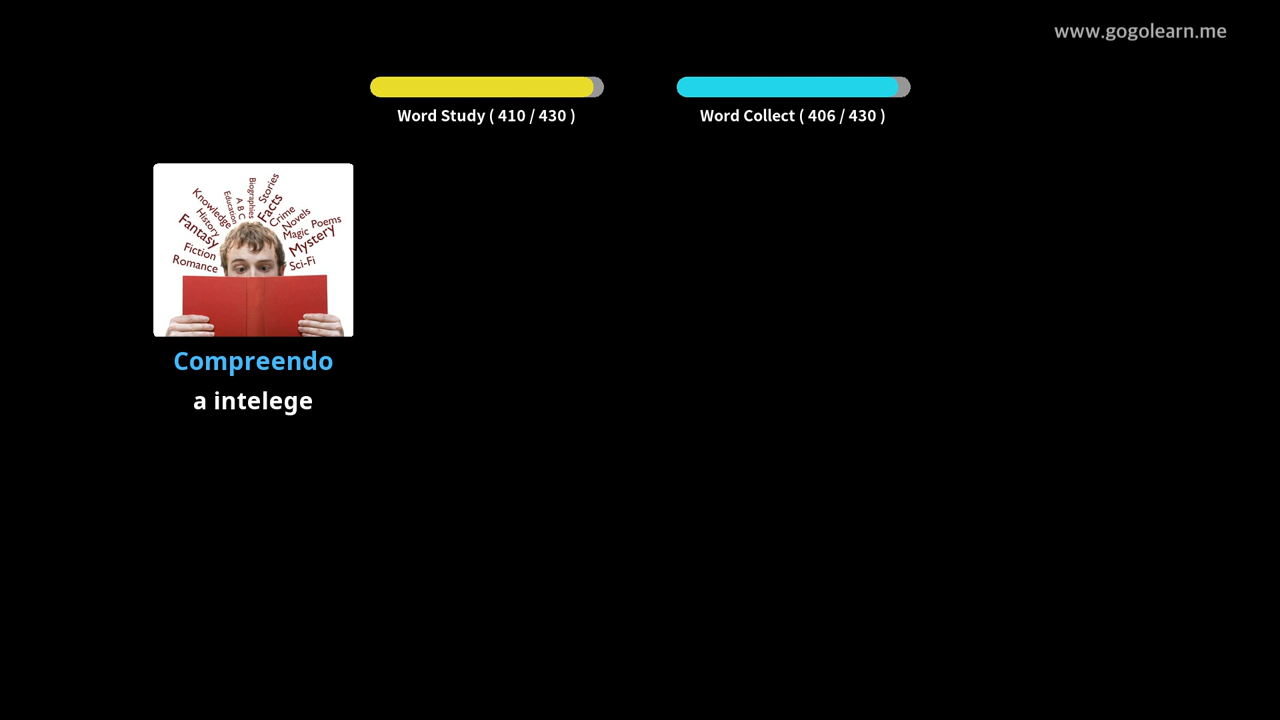 www.gogolearn.me
Word Study ( 410 / 430 )
Word Collect ( 406 / 430 )
Stories
Biographies
Facts
A B C
Education
Knowledge
Crime
History
Novels
Poems
Fantasy
Magic
Mystery
Fiction
Sci-Fi
Romance
Compreendo
a intelege